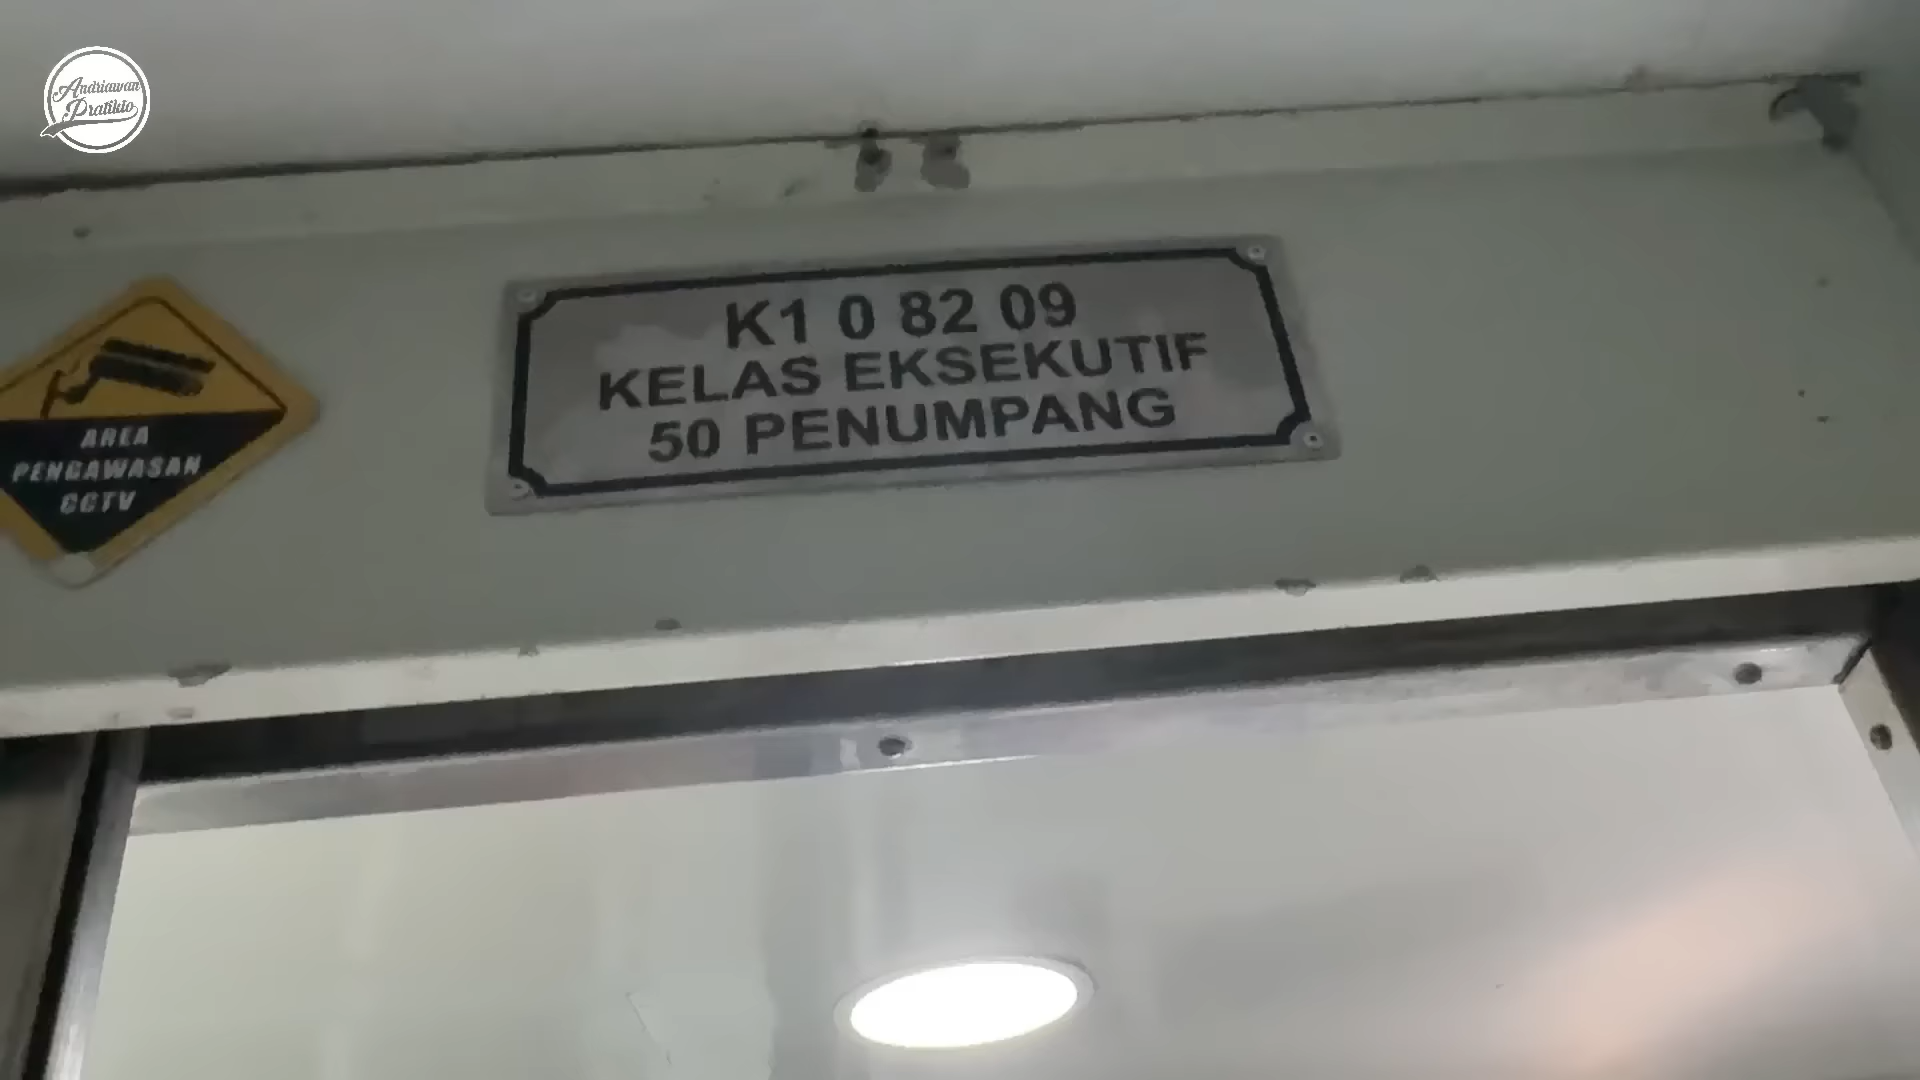 Andriawan
Pratikto
K1 0 82 09
KELAS EKSEKUTIF
50 PENUMPANG
AREA
PENGAWASAN
CCTV